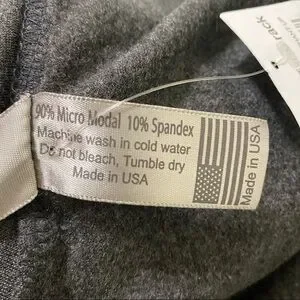 rack
90% Micro Modal 10% Spandex
Machine wash in cold water
Do not bleach, Tumble dry
Made in USA
Made in USA